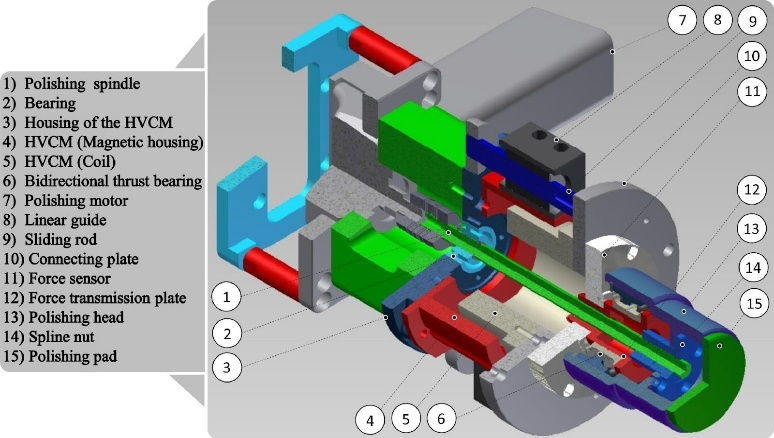 1) Polishing spindle
2) Bearing
3) Housing of the HVCM
4) HVCM (Magnetic housing)
5) HVCM (Coil)
6) Bidirectional thrust bearing
7) Polishing motor
8) Linear guide
9) Sliding rod
10) Connecting plate
11) Force sensor
12) Force transmission plate
13) Polishing head
14) Spline nut
15) Polishing pad
7 8 9
10
11
12
13
14
15
1
2
3
4 5 6